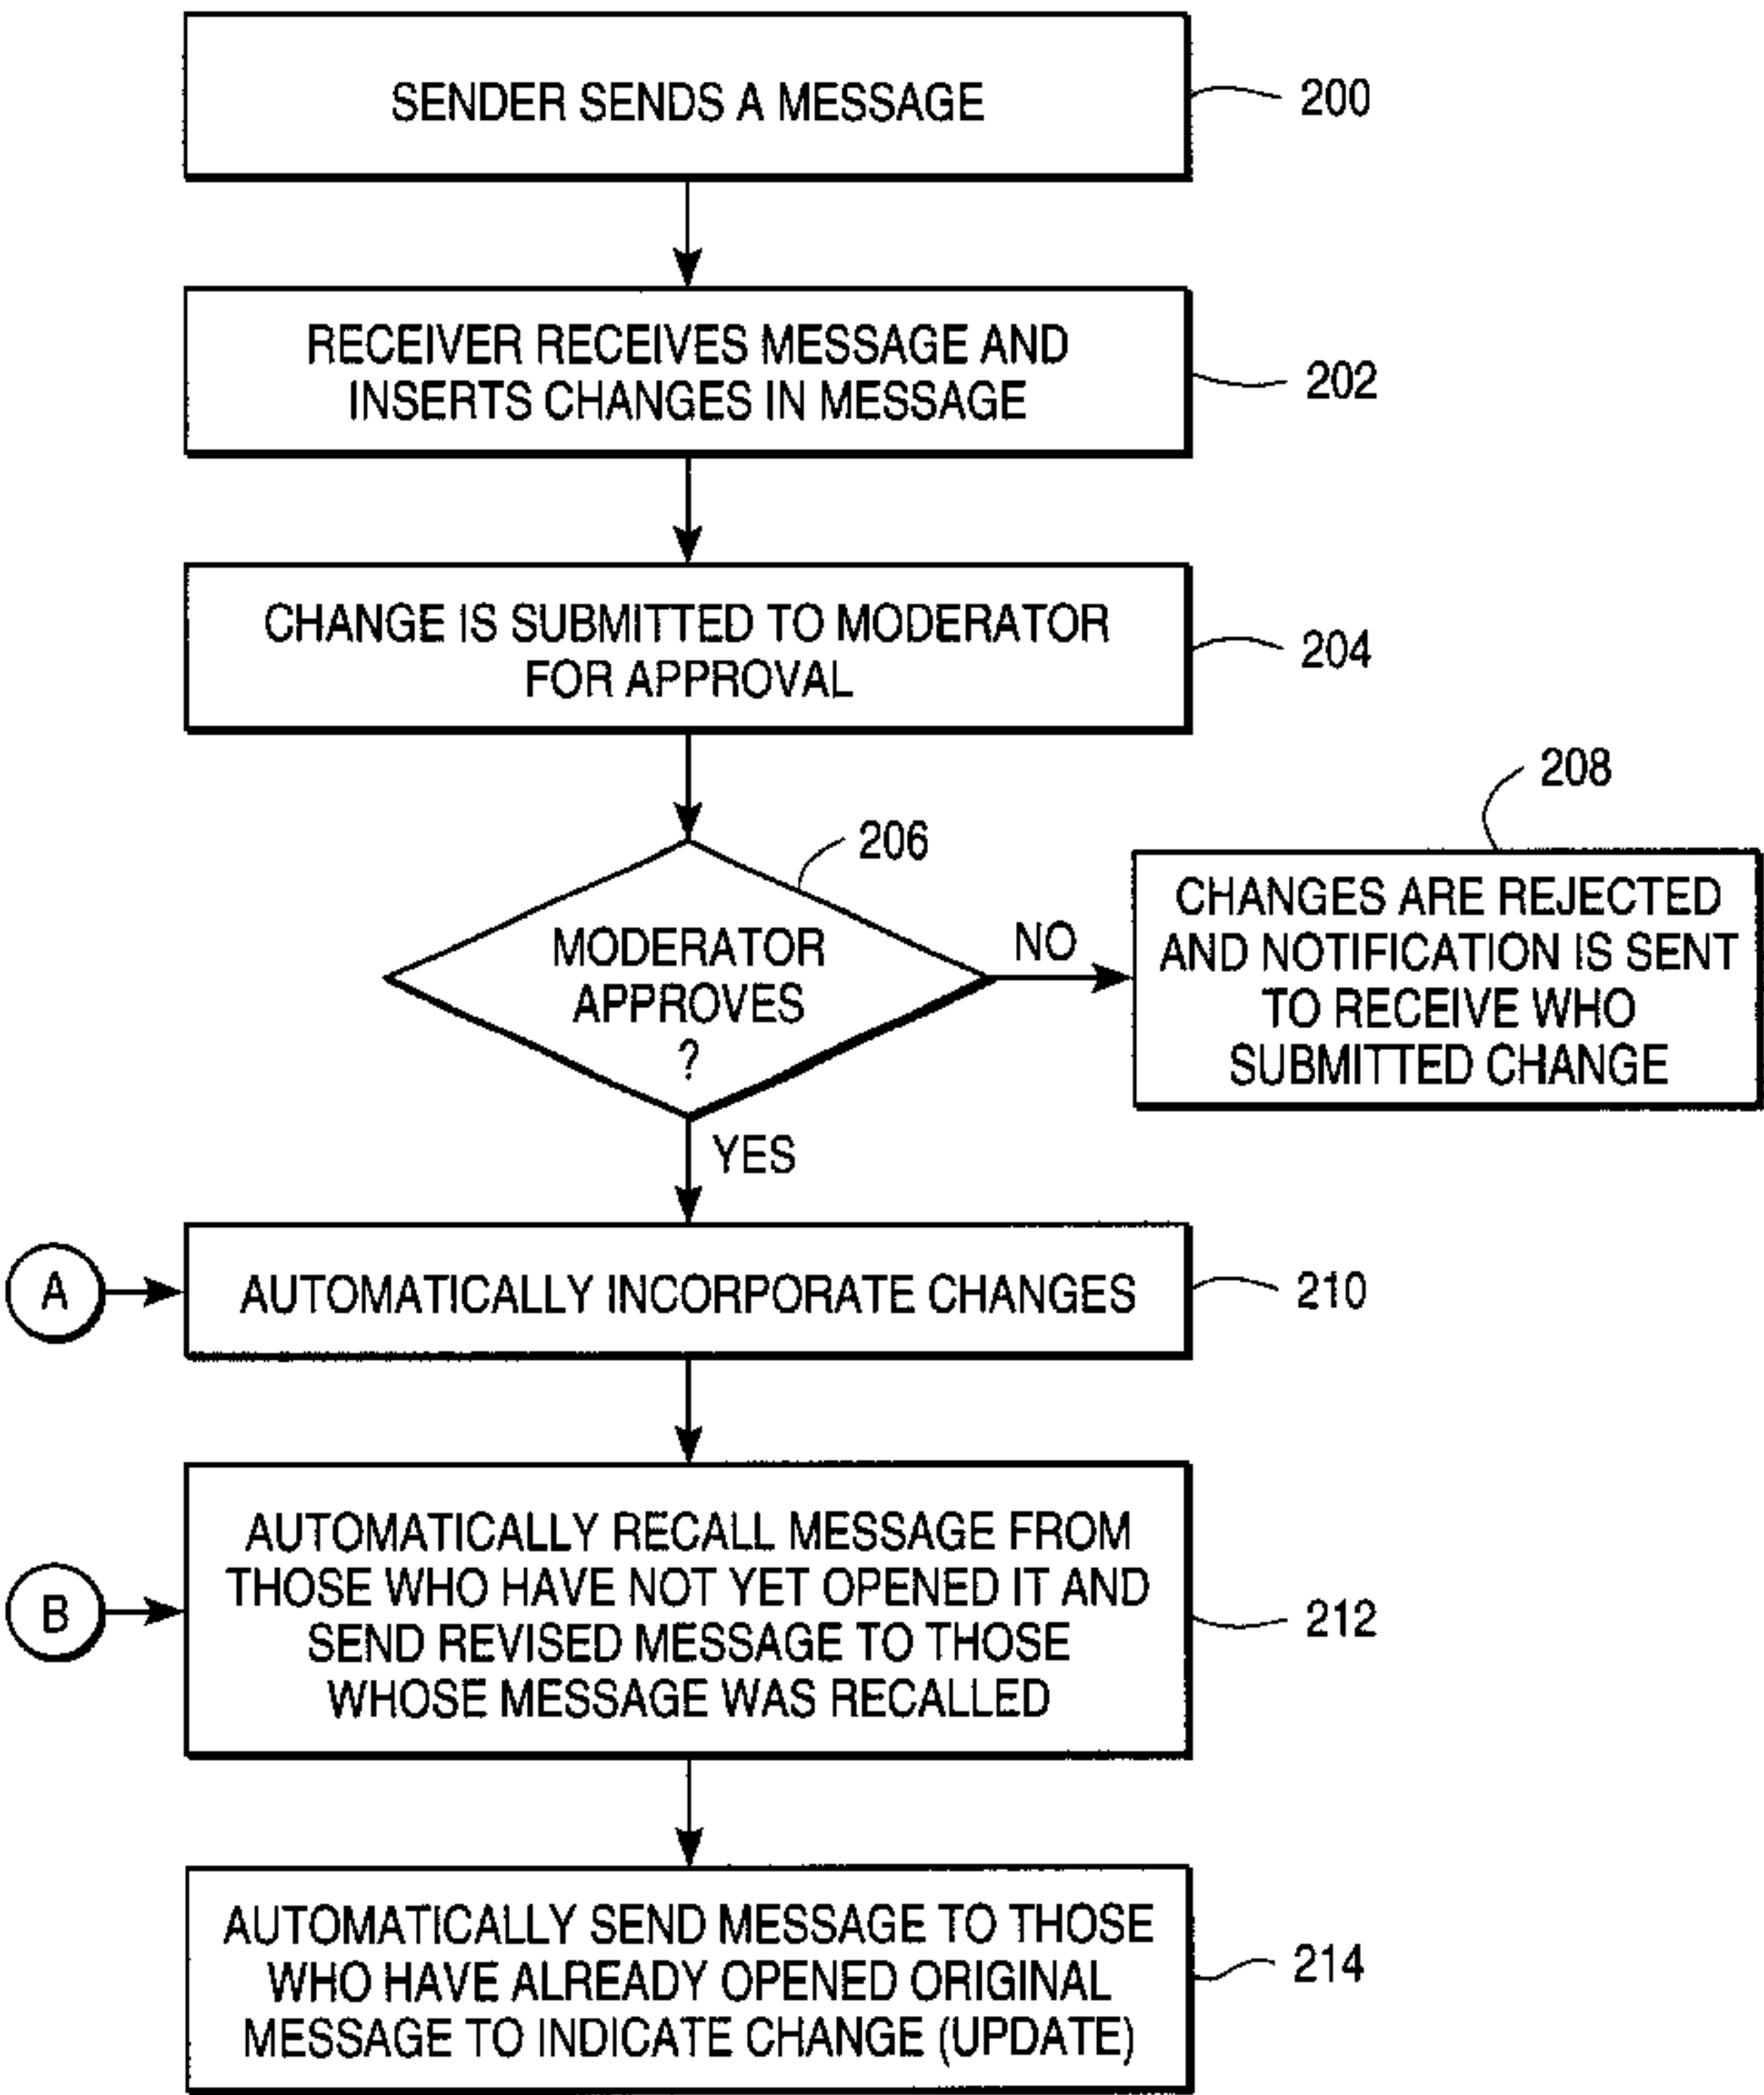 SENDER SENDS A MESSAGE
200
RECEIVER RECEIVES MESSAGE AND
INSERTS CHANGES IN MESSAGE
202
CHANGE IS SUBMITTED TO MODERATOR
FOR APPROVAL
204
206
MODERATOR
APPROVES
?
NO
208
CHANGES ARE REJECTED
AND NOTIFICATION IS SENT
TO RECEIVE WHO
SUBMITTED CHANGE
YES
A
AUTOMATICALLY INCORPORATE CHANGES
210
B
AUTOMATICALLY RECALL MESSAGE FROM
THOSE WHO HAVE NOT YET OPENED IT AND
SEND REVISED MESSAGE TO THOSE
WHOSE MESSAGE WAS RECALLED
212
AUTOMATICALLY SEND MESSAGE TO THOSE
WHO HAVE ALREADY OPENED ORIGINAL
MESSAGE TO INDICATE CHANGE (UPDATE)
214